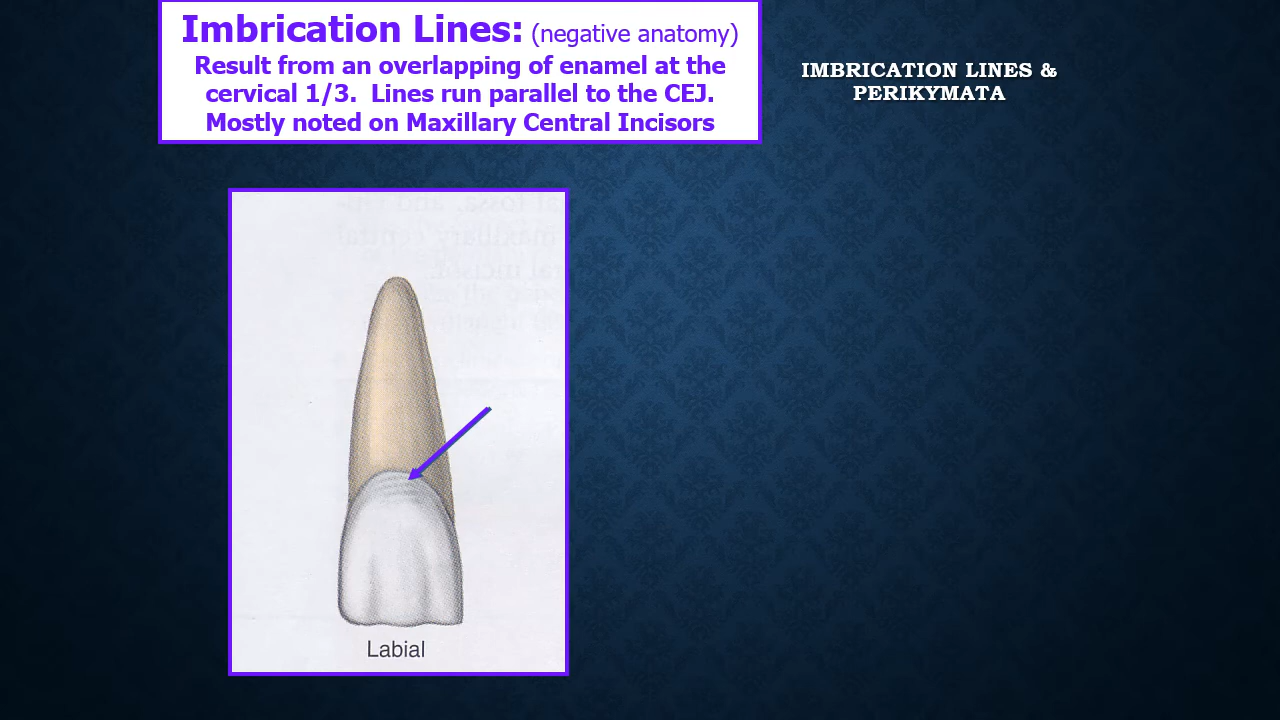 Imbrication Lines: (negative anatomy)
Result from an overlapping of enamel at the
cervical 1/3. Lines run parallel to the CEJ.
Mostly noted on Maxillary Central Incisors
IMBRICATION LINES &
PERIKYMATA
Labial